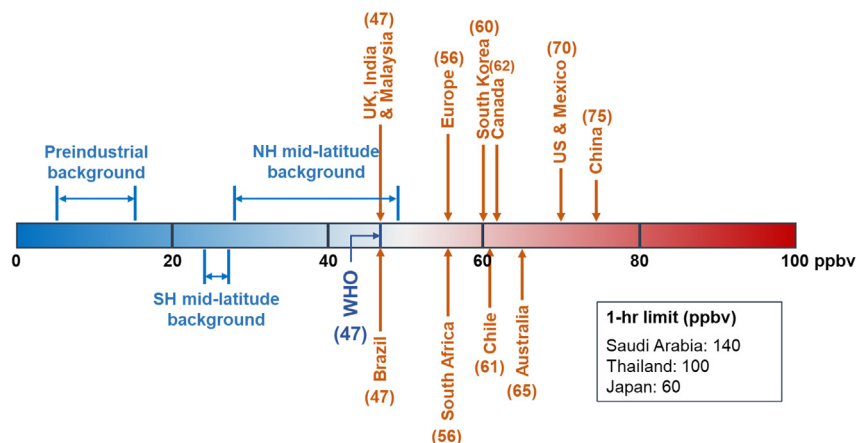 (47)
UK, India
& Malaysia
(56)
Europe
(60)
South Korea
(62)
Canada
(70)
US & Mexico
(75)
China
Preindustrial
background
NH mid-latitude
background
0
20
40
60
80
100 ppbv
SH mid-latitude
background
WHO
(47)
Brazil
(47)
South Africa
(56)
Chile
(61)
Australia
(65)
1-hr limit (ppbv)
Saudi Arabia: 140
Thailand: 100
Japan: 60